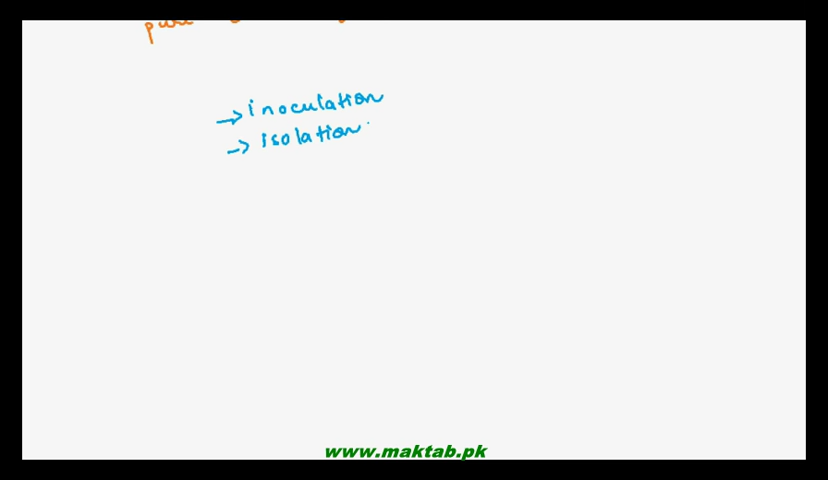 → inoculation
→ isolation
www.maktab.pk